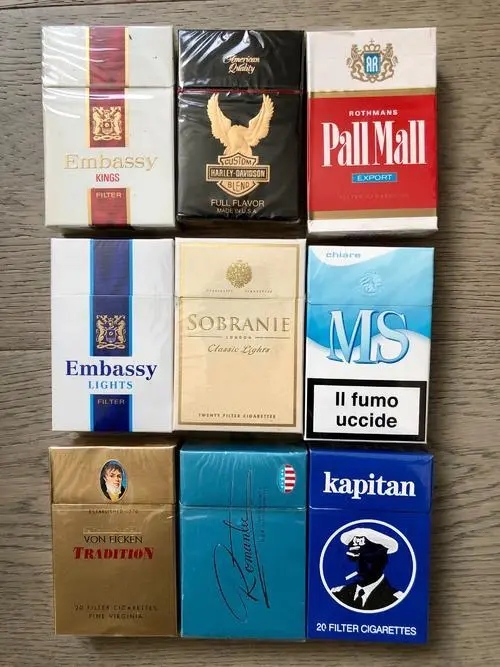 Embassy
KINGS
FILTER
American
Quality
CUSTOM
HARLEY-DAVIDSON
BLEND
FULL FLAVOR
MADE IN U.S.A
ROTHMANS
Pall Mall
EXPORT
Embassy
LIGHTS
FILTER
SOBRANIE
LONDON
Classic Lights
TWENTY FILTER CIGARETTES
chiare
MS
Il fumo
uccide
VON EICKEN
TRADITION
20 FILTER CIGARETTES
FINE VIRGINIA
Romantic
kapitan
20 FILTER CIGARETTES